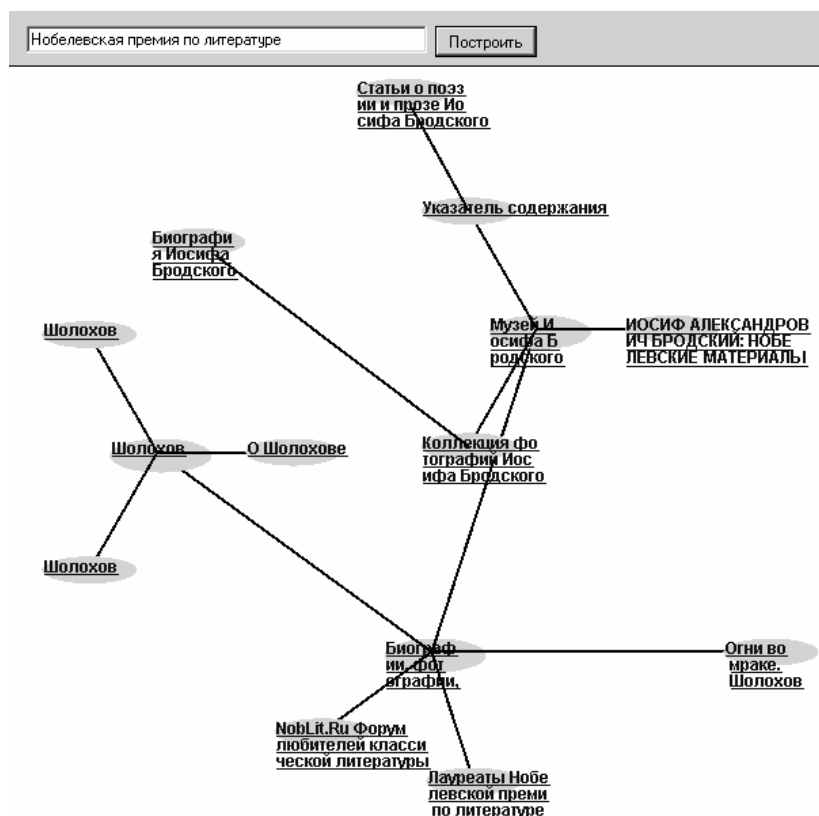 Нобелевская премия по литературе
Построить
Статьи о поэз
ии и прозе Ио
сифа Бродского
Указатель содержания
Биографи
я Иосифа
Бродского
Шолохов
Музей И
осифа Б
родского
ИОСИФ АЛЕКСАНДРОВ
ИЧ БРОДСКИЙ: НОБЕ
ЛЕВСКИЕ МАТЕРИАЛЫ
Шолохов
О Шолохове
Коллекция фо
тографий Иос
ифа Бродского
Шолохов
Биограф
ии, фот
ографии,
Огни во
мраке.
Шолохов
NobLit.Ru Форум
любителей класси
ческой литературы
Лауреаты Нобе
левской преми
по литературе